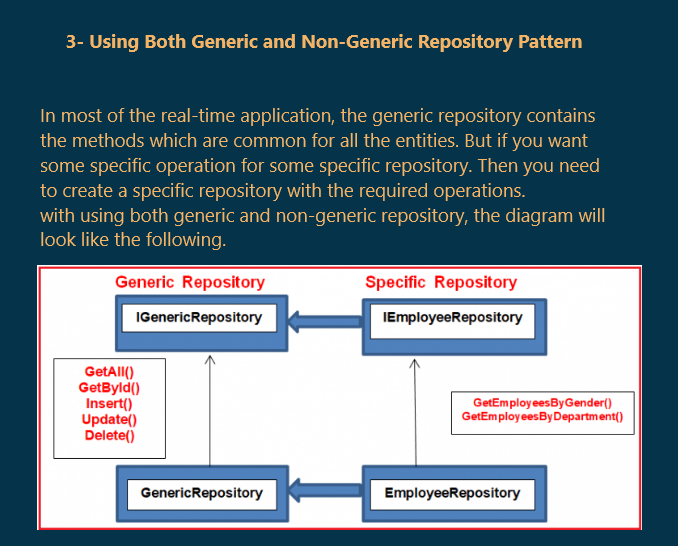 3- Using Both Generic and Non-Generic Repository Pattern
In most of the real-time application, the generic repository contains
the methods which are common for all the entities. But if you want
some specific operation for some specific repository. Then you need
to create a specific repository with the required operations.
with using both generic and non-generic repository, the diagram will
look like the following.
Generic Repository
Specific Repository
IGenericRepository
IEmployeeRepository
GetAll()
GetById()
Insert()
Update()
Delete()
GetEmployeesByGender()
GetEmployeesByDepartment()
GenericRepository
EmployeeRepository